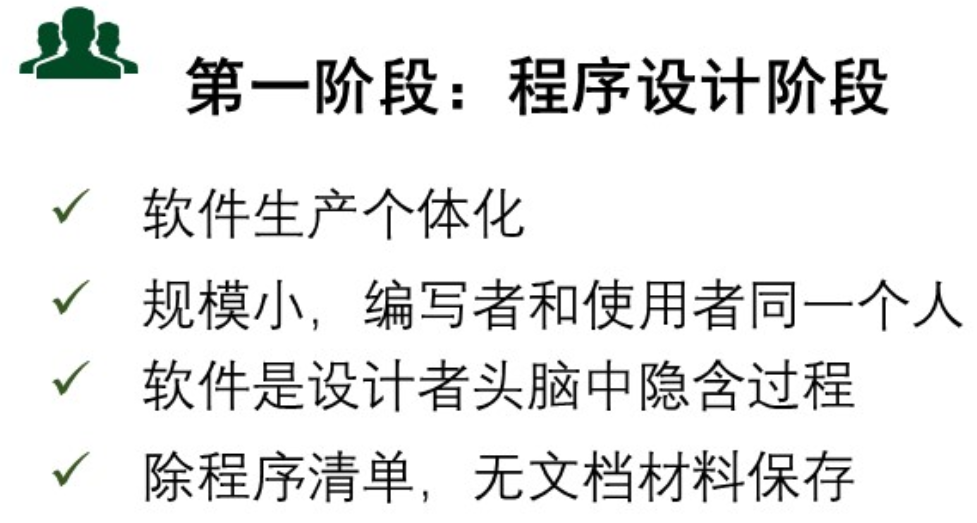 第一阶段：程序设计阶段
软件生产个体化
规模小，编写者和使用者同一个人
软件是设计者头脑中隐含过程
除程序清单，无文档材料保存